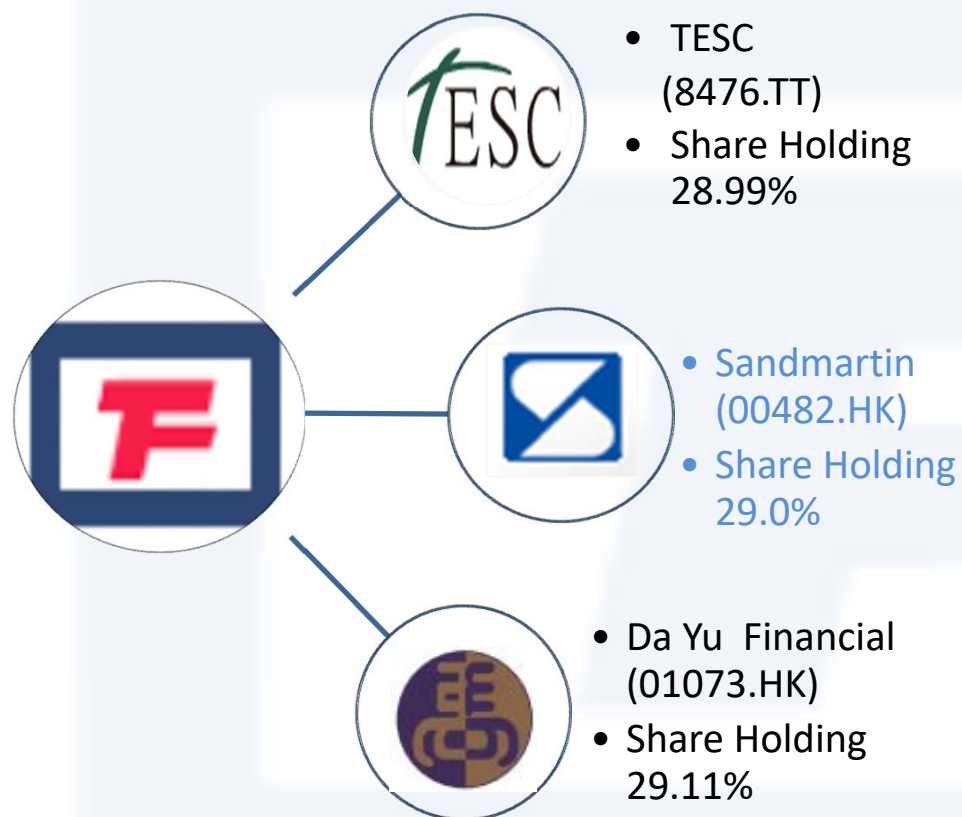 TESC
• TESC
(8476.TT)
• Share Holding
28.99%
TF
• Sandmartin
(00482.HK)
• Share Holding
29.0%
• Da Yu Financial
(01073.HK)
• Share Holding
29.11%